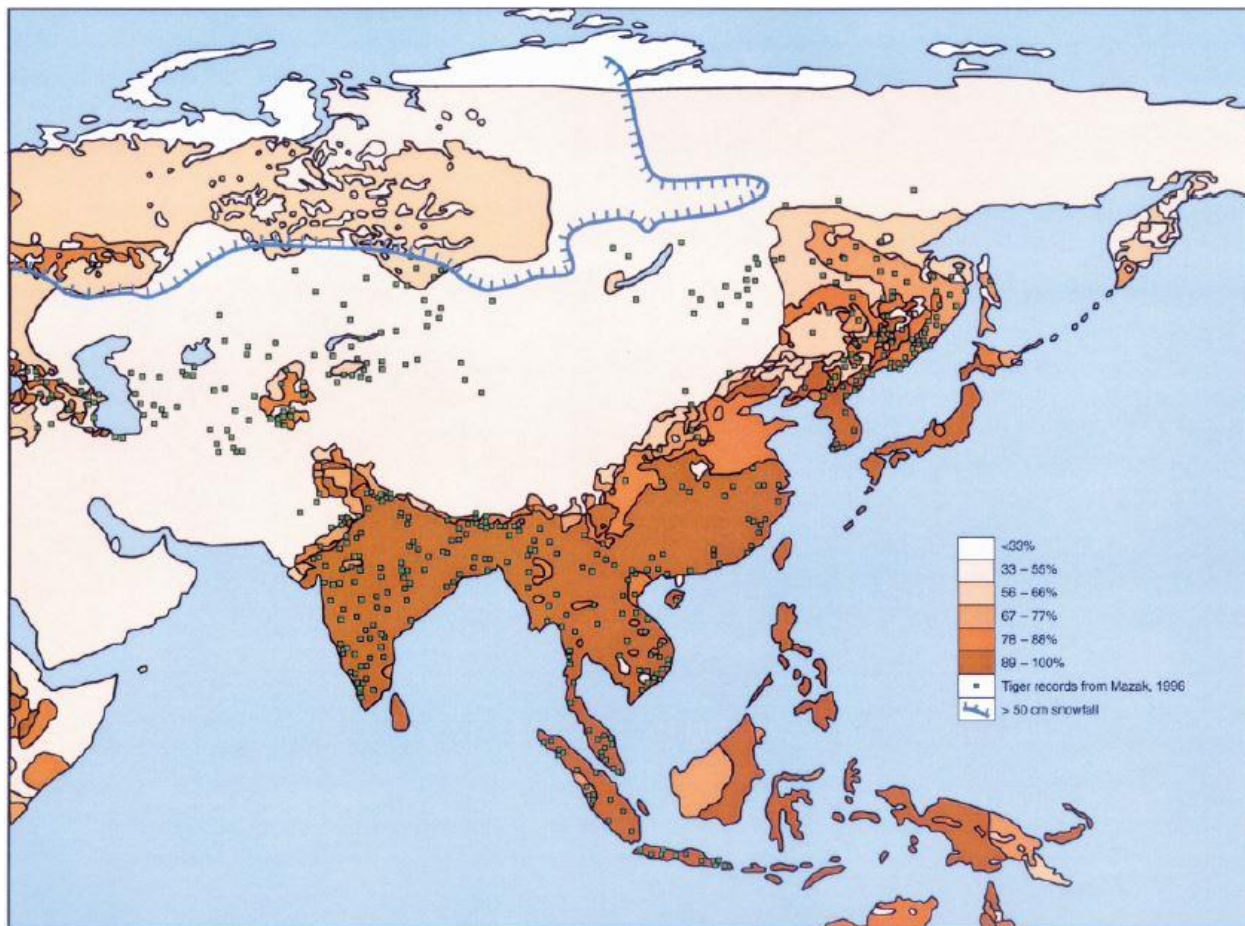 <33%
33 – 55%
56 – 66%
67 – 77%
78 – 88%
89 – 100%
Tiger records from Mazak, 1996
> 50 cm snowfall